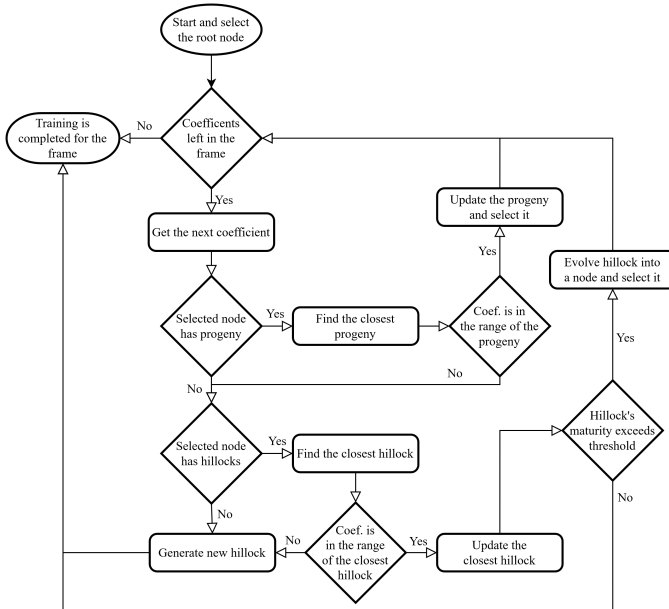 Start and select
the root node
Coefficents
left in the
frame
No
Training is
completed for the
frame
Yes
Get the next coefficient
Update the progeny
and select it
Yes
Evolve hillock into
a node and select it
Selected node
has progeny
Yes
Find the closest
progeny
Coef. is in
the range of the
progeny
Yes
No
No
Hillock's
maturity exceeds
threshold
Selected node
has hillocks
Yes
Find the closest hillock
No
No
Generate new hillock
No
Coef. is
in the range
of the closest
hillock
Yes
Update the
closest hillock